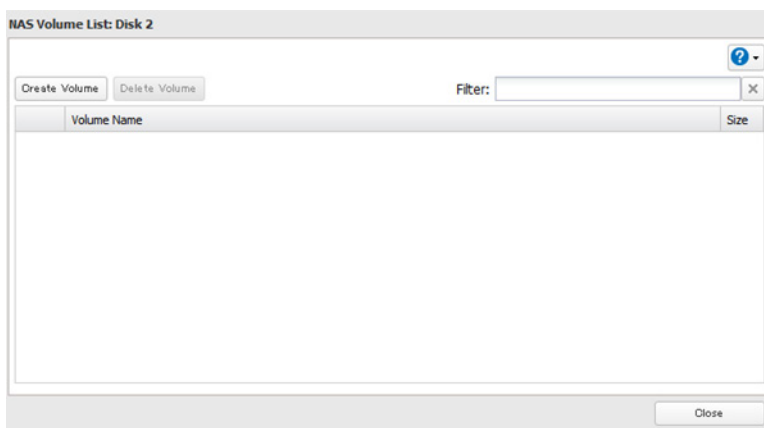 NAS Volume List: Disk 2
?
Create Volume Delete Volume Filter:
Volume Name Size
Close